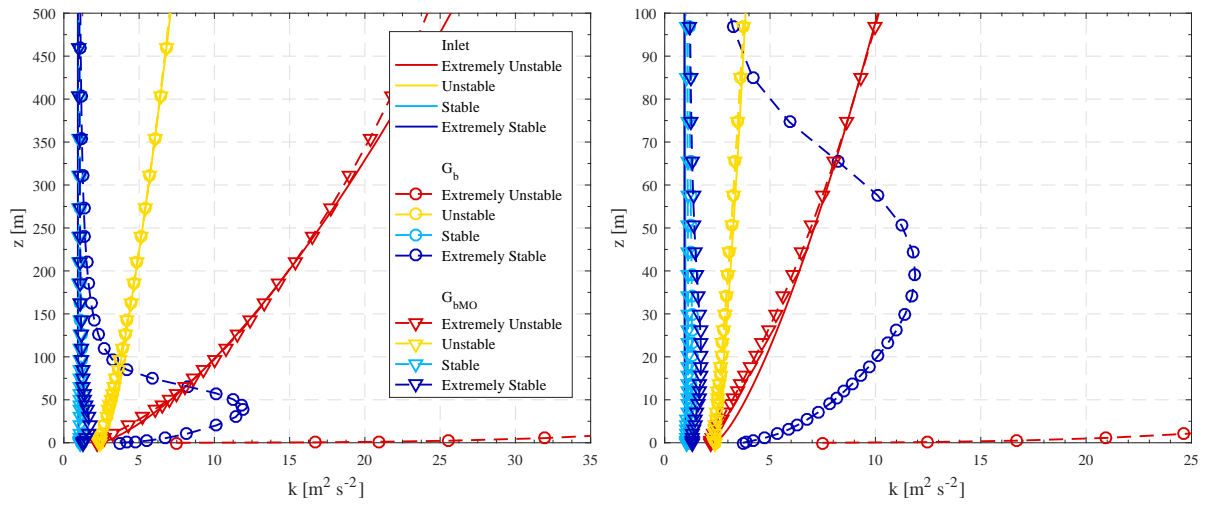 500
450
400
350
300
250
200
150
100
50
0
z [m]
0 5 10 15 20 25 30 35
k [m² s⁻²]
Inlet
Extremely Unstable
Unstable
Stable
Extremely Stable
G_b
Extremely Unstable
Unstable
Stable
Extremely Stable
G_bMO
Extremely Unstable
Unstable
Stable
Extremely Stable
100
90
80
70
60
50
40
30
20
10
0
z [m]
0 5 10 15 20 25
k [m² s⁻²]